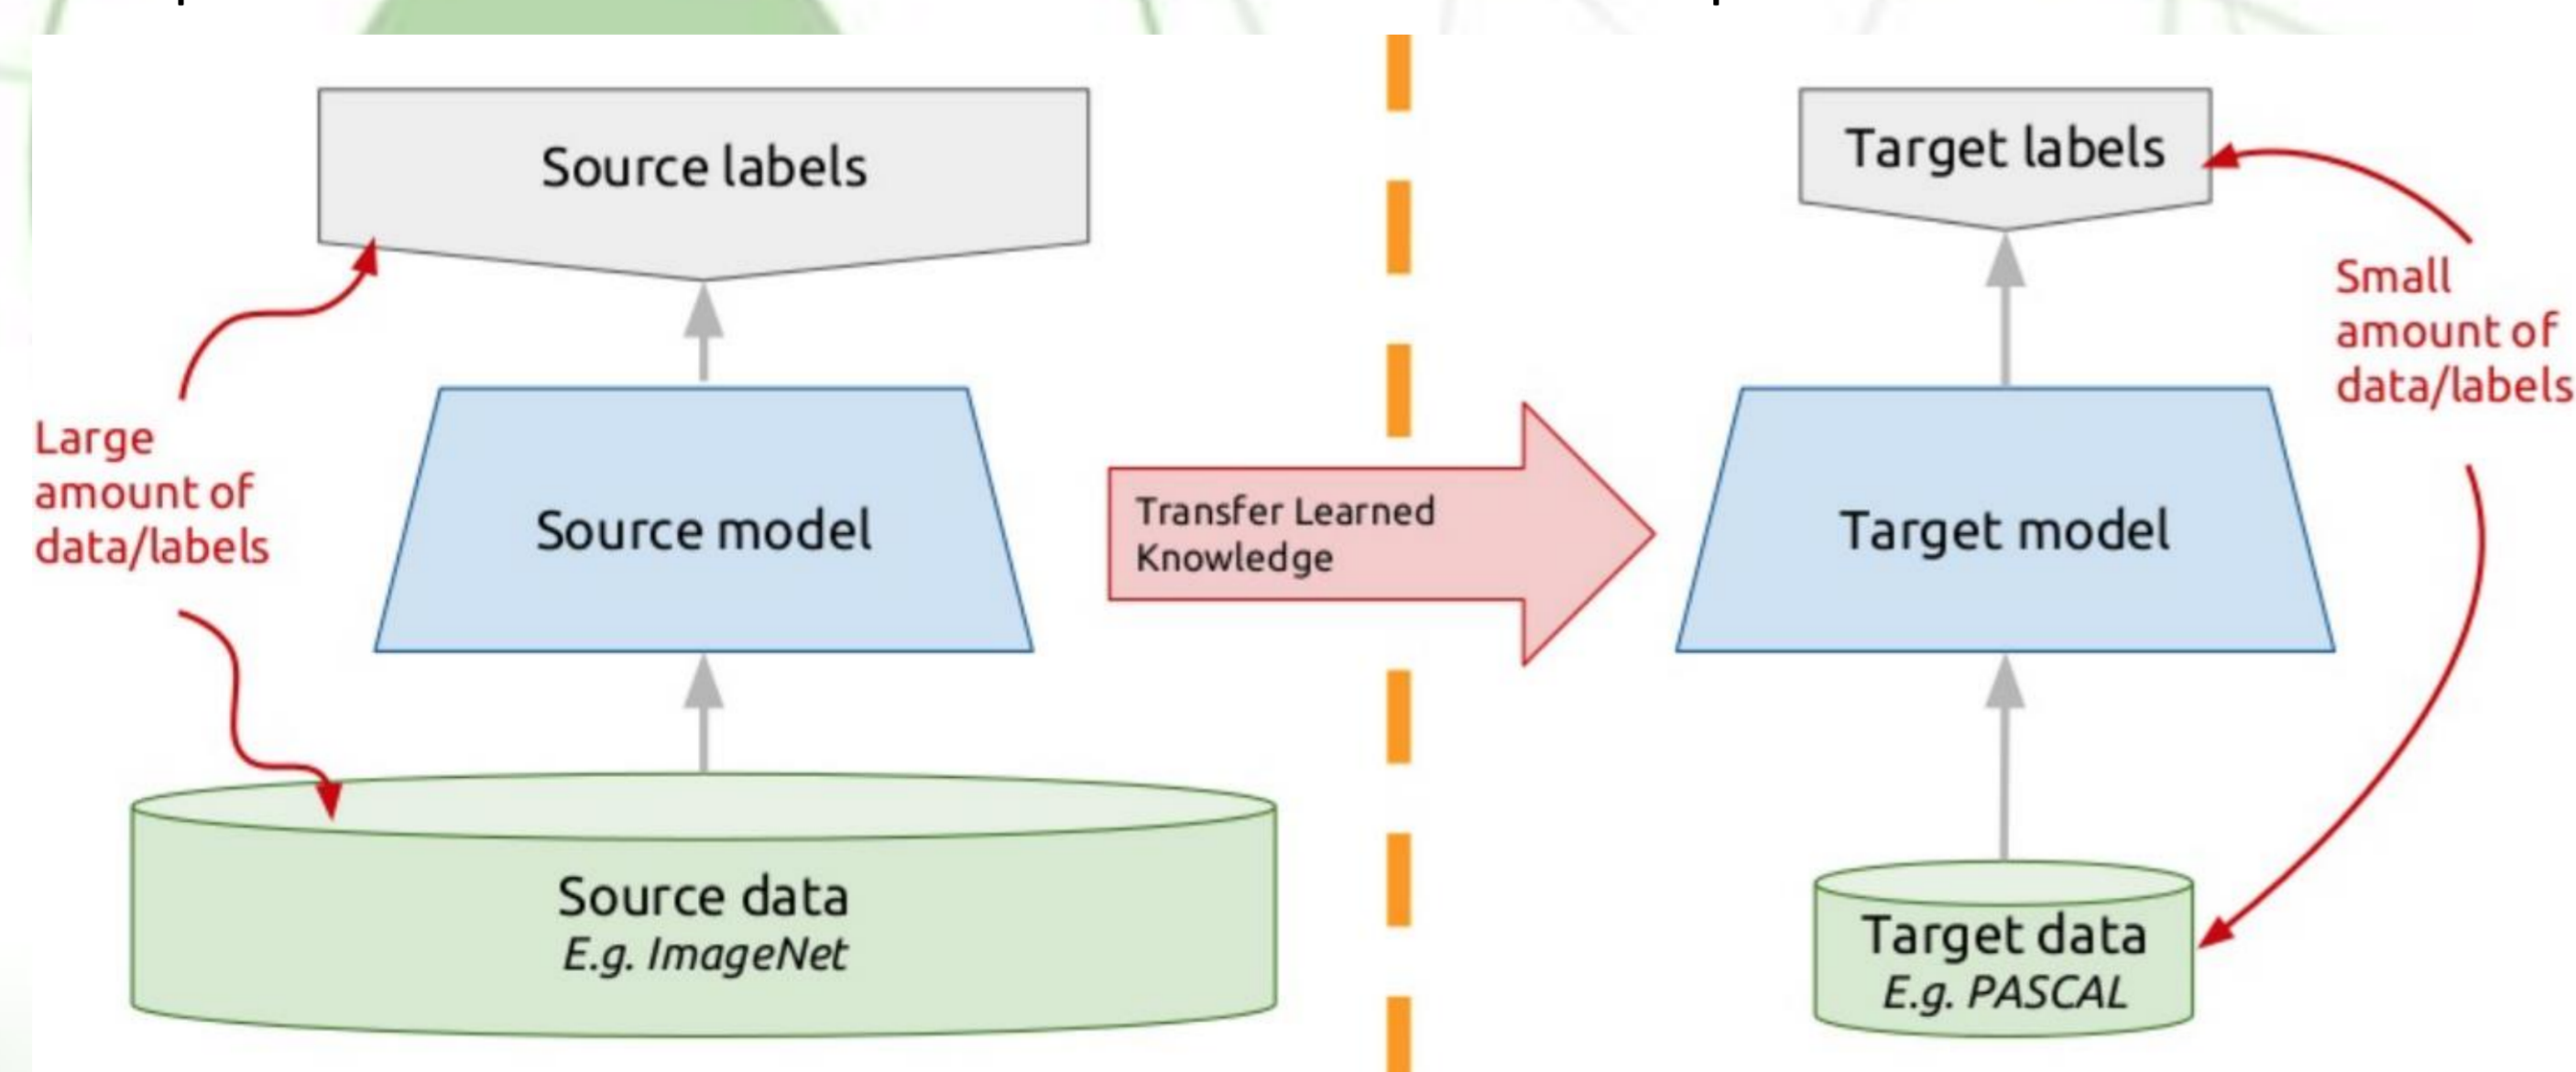 Source labels
Large
amount of
data/labels
Source model
Source data
E.g. ImageNet
Transfer Learned
Knowledge
Target labels
Small
amount of
data/labels
Target model
Target data
E.g. PASCAL